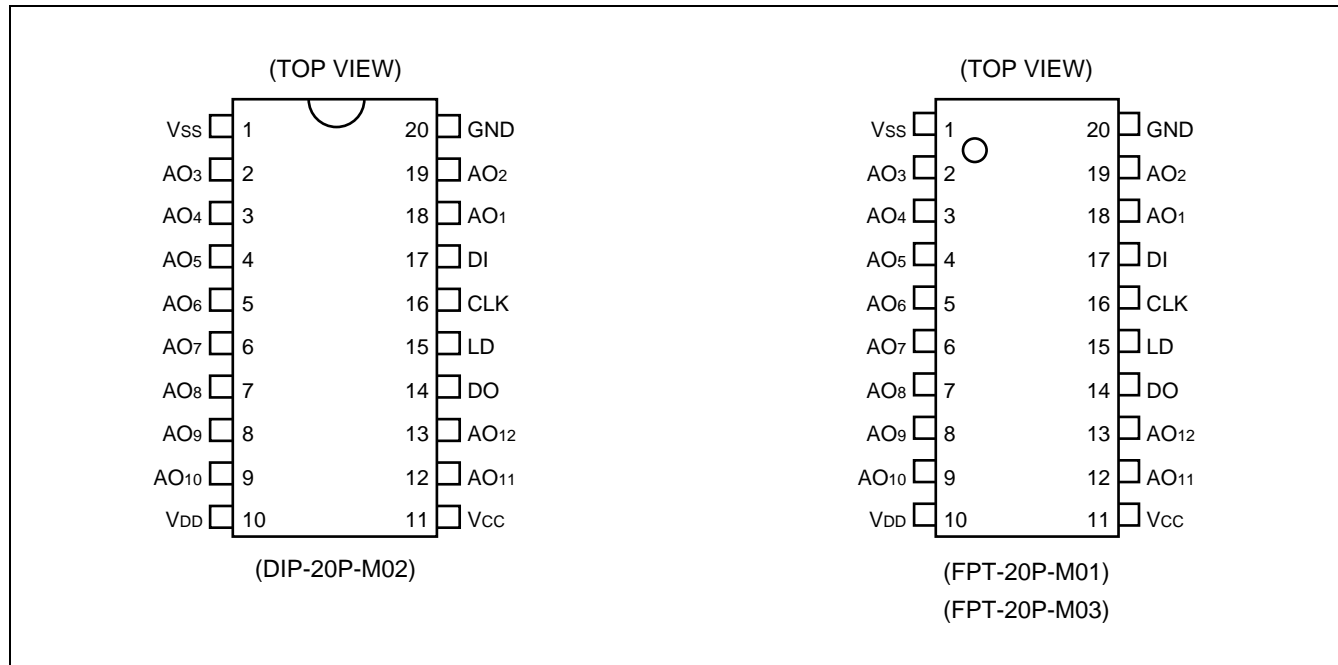 (TOP VIEW)
VSS 1 20 GND
AO3 2 19 AO2
AO4 3 18 AO1
AO5 4 17 DI
AO6 5 16 CLK
AO7 6 15 LD
AO8 7 14 DO
AO9 8 13 AO12
AO10 9 12 AO11
VDD 10 11 VCC
(DIP-20P-M02)
(TOP VIEW)
VSS 1 20 GND
AO3 2 19 AO2
AO4 3 18 AO1
AO5 4 17 DI
AO6 5 16 CLK
AO7 6 15 LD
AO8 7 14 DO
AO9 8 13 AO12
AO10 9 12 AO11
VDD 10 11 VCC
(FPT-20P-M01)
(FPT-20P-M03)